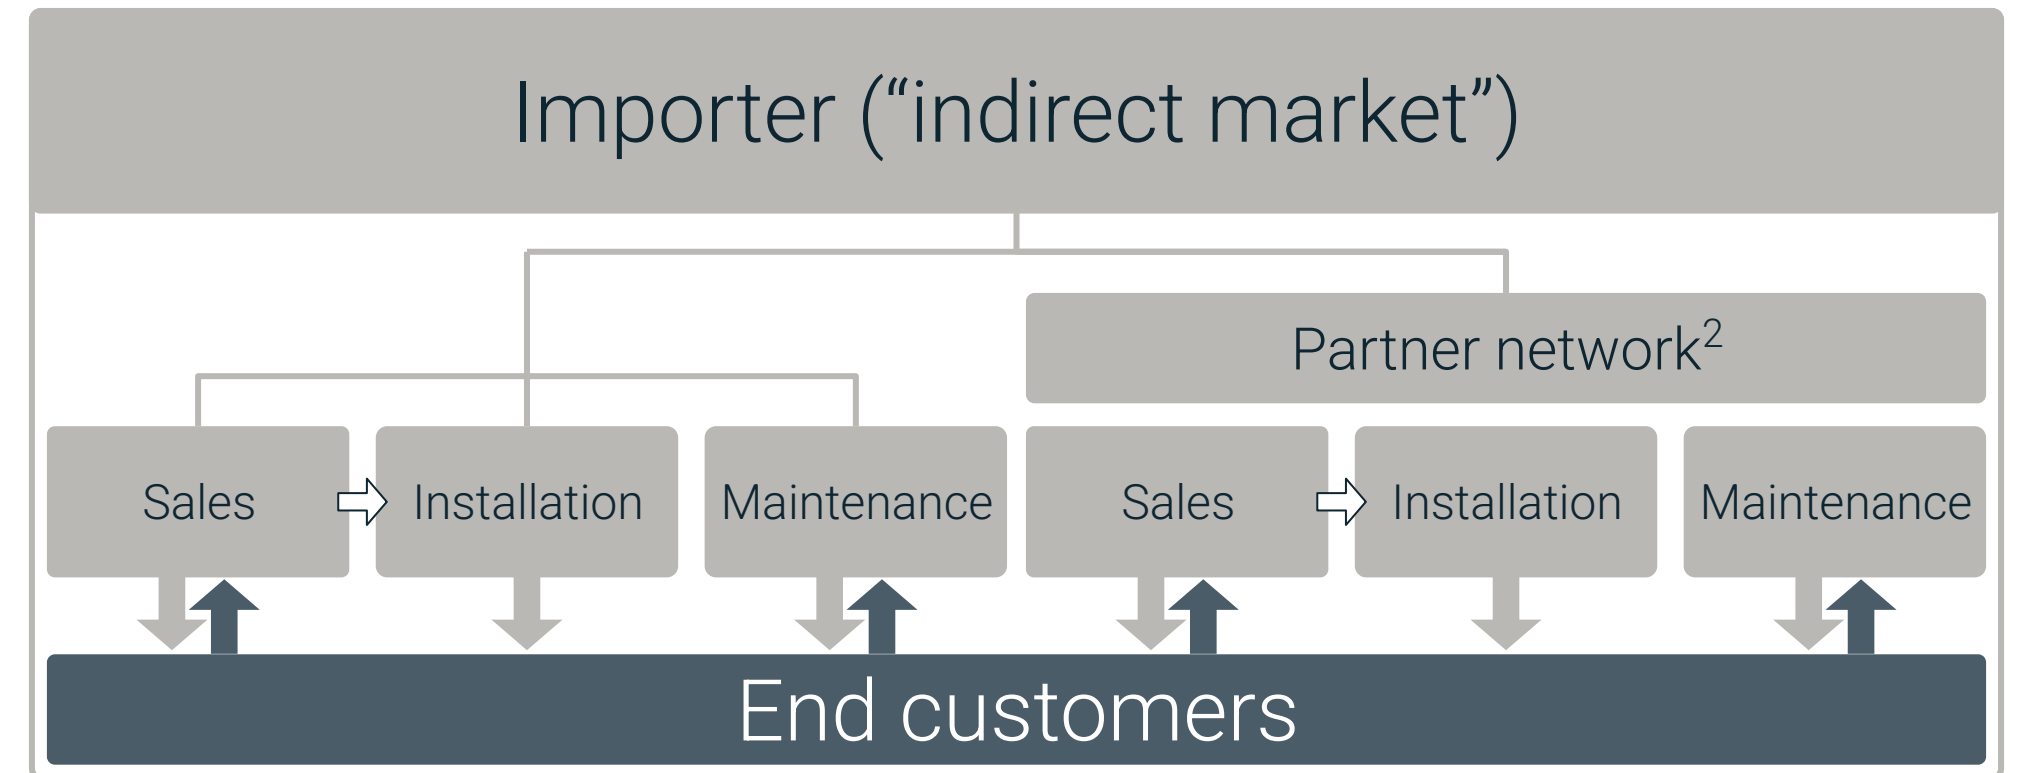 Importer (“indirect market”)
Partner network²
Sales
Installation
Maintenance
Sales
Installation
Maintenance
End customers